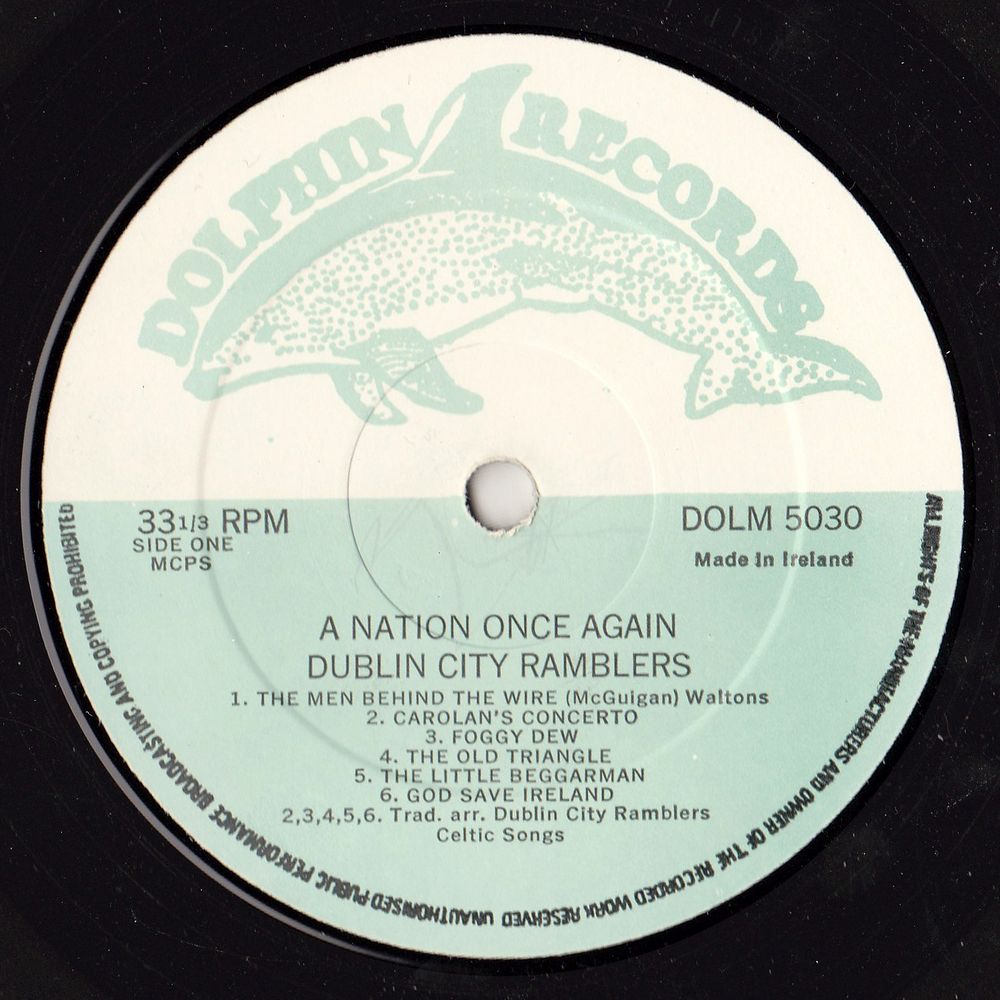 DOLPHIN RECORDS
33 1/3 RPM
SIDE ONE
MCPS
DOLM 5030
Made in Ireland
A NATION ONCE AGAIN
DUBLIN CITY RAMBLERS
1. THE MEN BEHIND THE WIRE (McGuigan) Waltons
2. CAROLAN'S CONCERTO
3. FOGGY DEW
4. THE OLD TRIANGLE
5. THE LITTLE BEGGARMAN
6. GOD SAVE IRELAND
2,3,4,5,6. Trad. arr. Dublin City Ramblers
Celtic Songs
ALL RIGHTS OF THE MANUFACTURERS AND OWNER OF THE RECORDED WORK RESERVED UNAUTHORISED PUBLIC PERFORMANCE BROADCASTING AND COPYING PROHIBITED